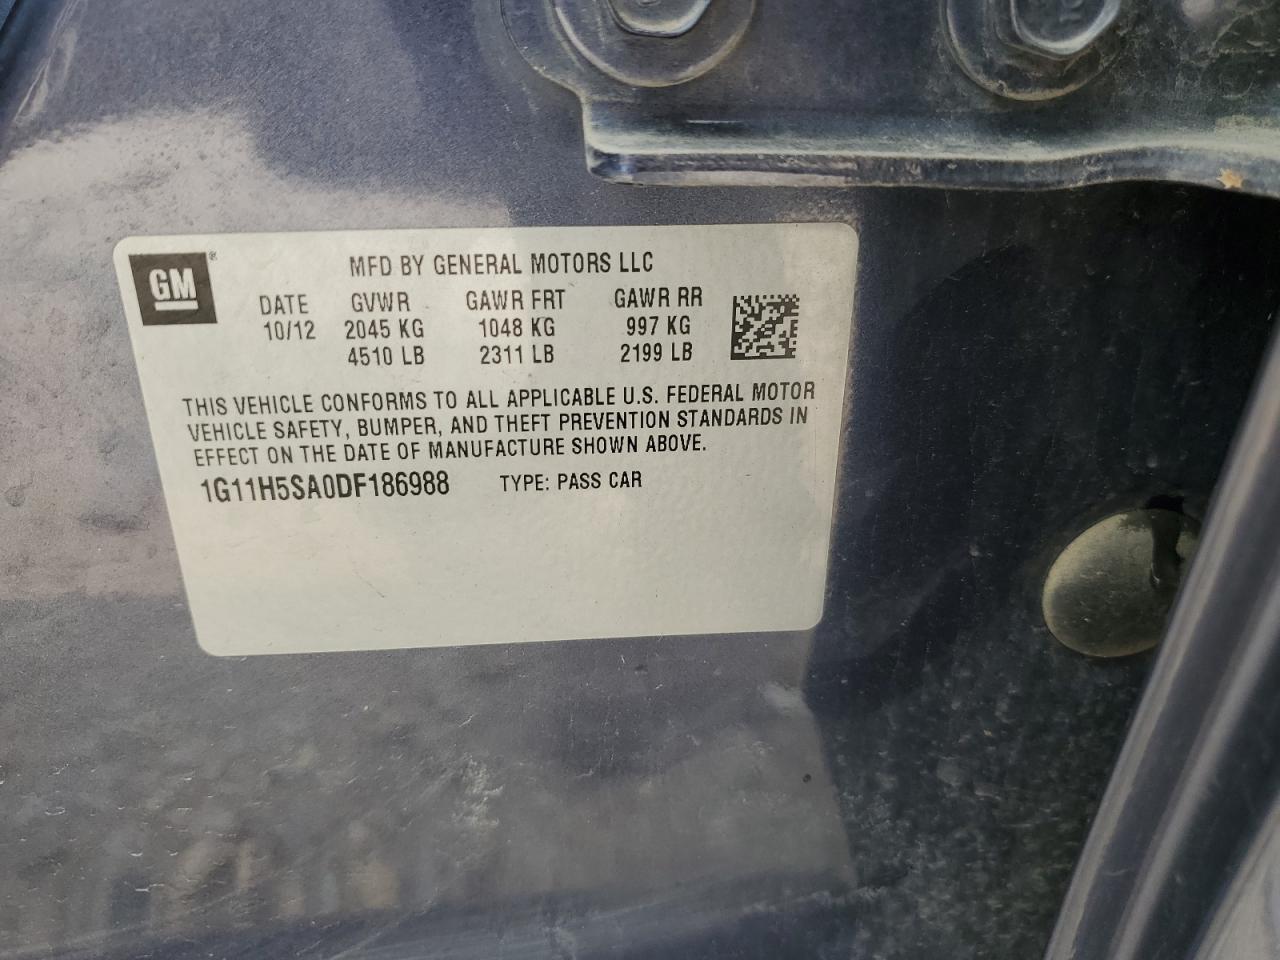 GM®
MFD BY GENERAL MOTORS LLC
DATE GVWR GAWR FRT GAWR RR
10/12 2045 KG 1048 KG 997 KG
4510 LB 2311 LB 2199 LB
THIS VEHICLE CONFORMS TO ALL APPLICABLE U.S. FEDERAL MOTOR
VEHICLE SAFETY, BUMPER, AND THEFT PREVENTION STANDARDS IN
EFFECT ON THE DATE OF MANUFACTURE SHOWN ABOVE.
1G11H5SA0DF186988 TYPE: PASS CAR